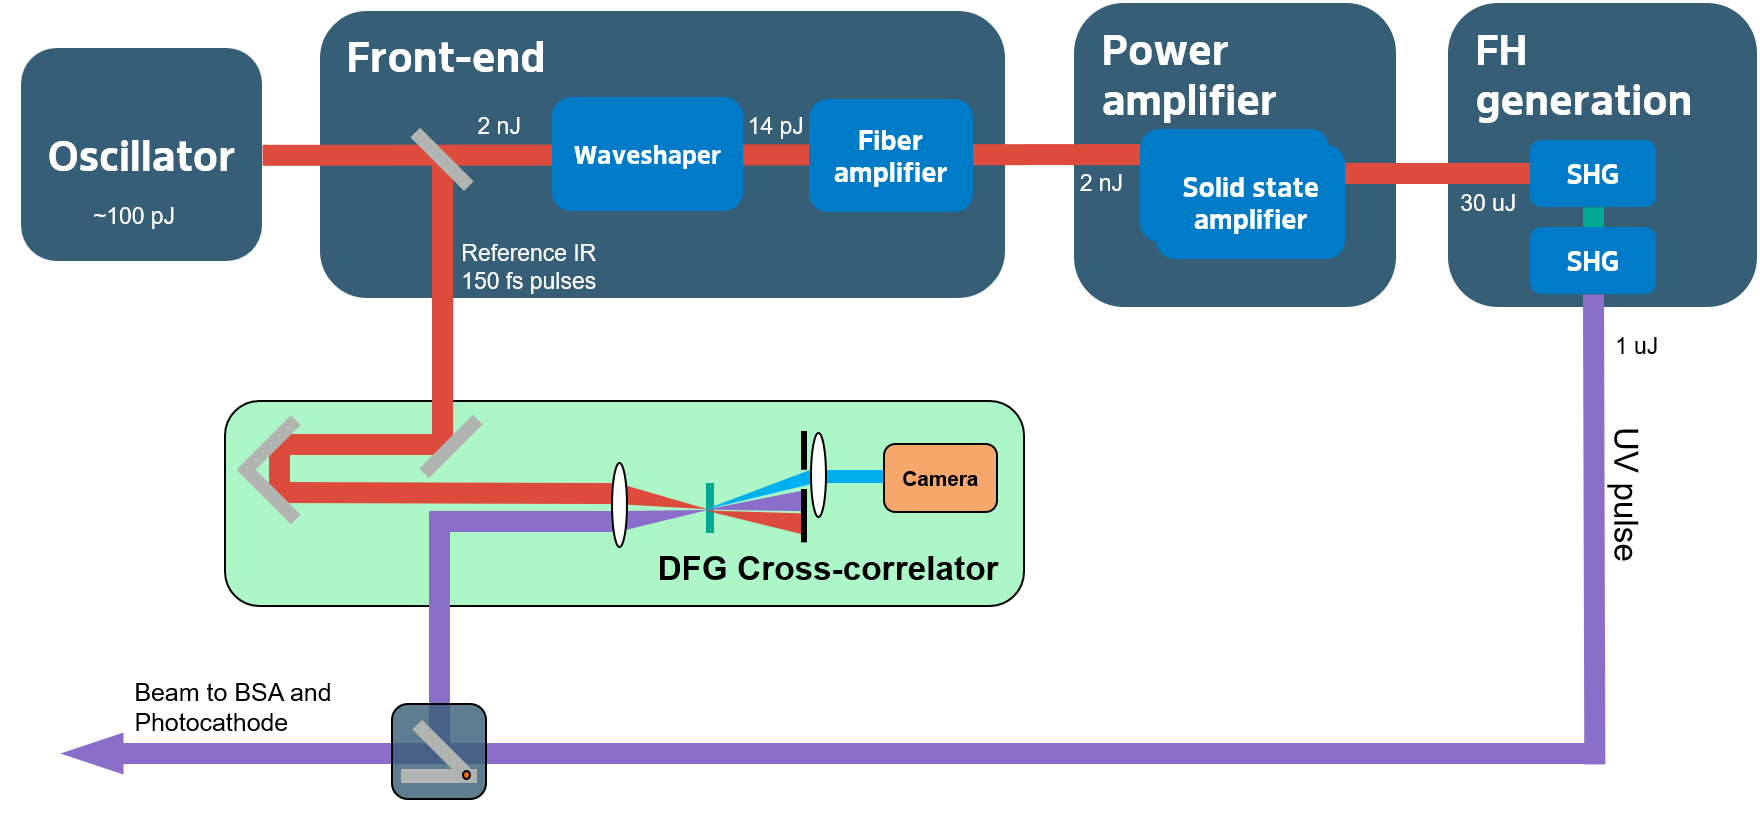 Oscillator
~100 pJ
Front-end
2 nJ
Waveshaper
14 pJ
Fiber
amplifier
Reference IR
150 fs pulses
Power
amplifier
2 nJ
Solid state
amplifier
FH
generation
30 uJ
SHG
SHG
1 uJ
UV pulse
Camera
DFG Cross-correlator
Beam to BSA and
Photocathode